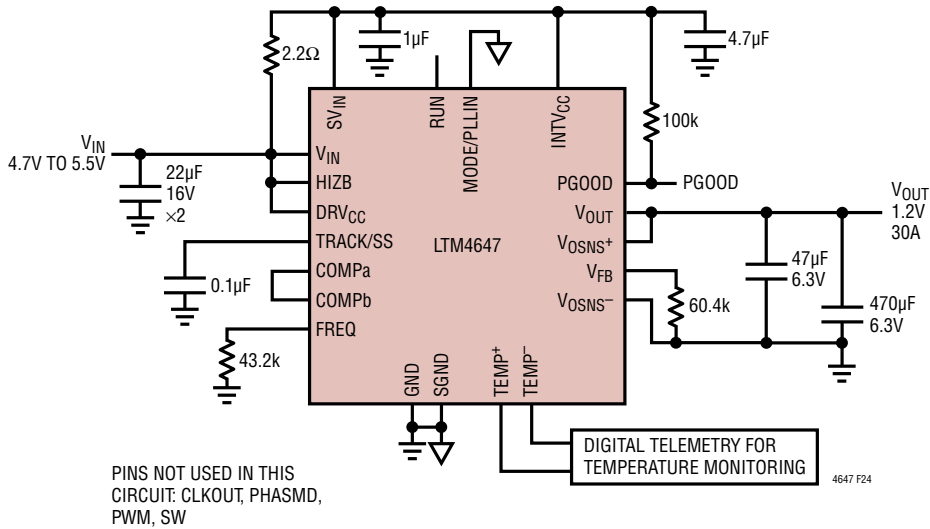 2.2Ω
1µF
4.7µF
SVIN
RUN
MODE/PLLIN
INTVCC
100k
VIN
4.7V TO 5.5V
22µF
16V
×2
VIN
HIZB
DRVCC
TRACK/SS
COMPa
COMPb
FREQ
LTM4647
PGOOD
VOUT
VOSNS+
VFB
VOSNS–
PGOOD
VOUT
1.2V
30A
47µF
6.3V
470µF
6.3V
60.4k
0.1µF
43.2k
GND
SGND
TEMP+
TEMP–
DIGITAL TELEMETRY FOR
TEMPERATURE MONITORING
4647 F24
PINS NOT USED IN THIS
CIRCUIT: CLKOUT, PHASMD,
PWM, SW